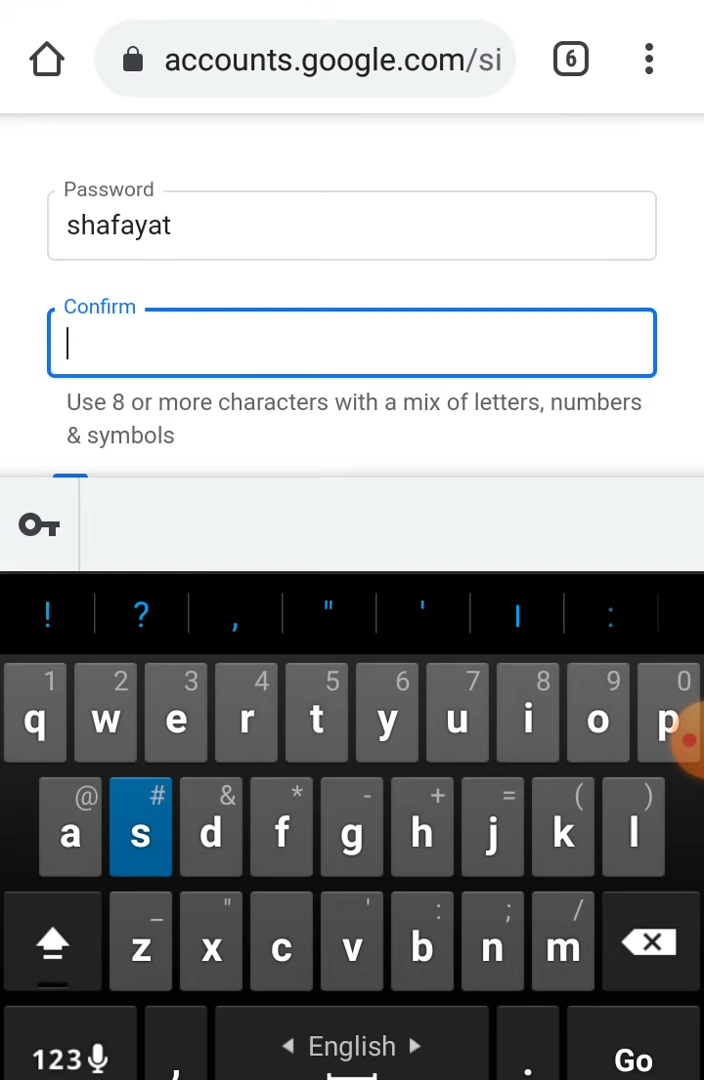 accounts.google.com/si 6
Password
shafayat
Confirm
Use 8 or more characters with a mix of letters, numbers
& symbols
! ? , " ' | :
1 2 3 4 5 6 7 8 9 0
q w e r t y u i o p
@ # & * - + = ( )
a s d f g h j k l
_ " ' : ; /
z x c v b n m
123 , English . Go